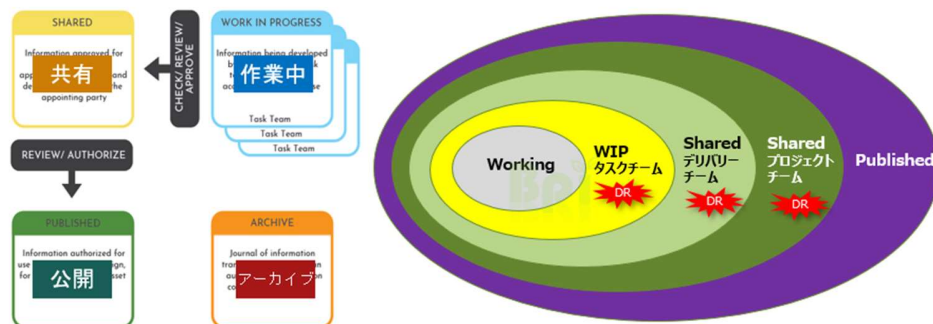 SHARED
Information approved for
appointing party
共有
CHECK/ REVIEW/
APPROVE
WORK IN PROGRESS
Information being developed
作業中
Task Team
Task Team
Task Team
REVIEW/ AUTHORIZE
PUBLISHED
Information authorized for
公開
ARCHIVE
Journal of information
アーカイブ
Working
WIP
タスクチーム
DR
Shared
デリバリー
チーム
DR
Shared
プロジェクト
チーム
DR
Published